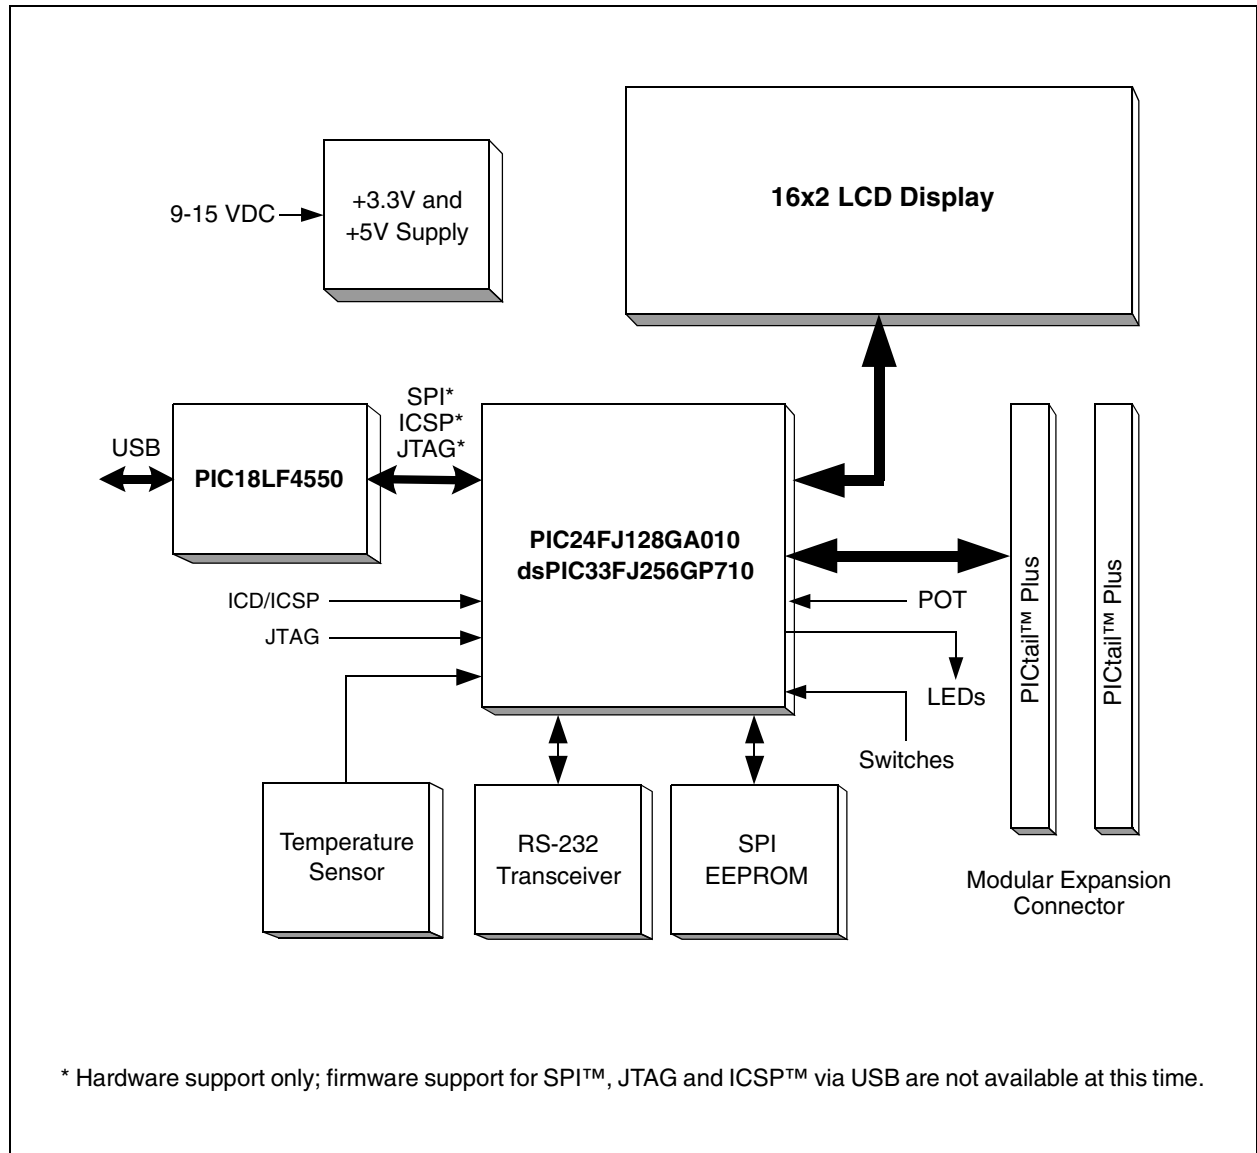 16x2 LCD Display
9-15 VDC
+3.3V and
+5V Supply
SPI*
ICSP*
JTAG*
USB
PIC18LF4550
PIC24FJ128GA010
dsPIC33FJ256GP710
ICD/ICSP
JTAG
POT
LEDs
Switches
PICtail™ Plus
PICtail™ Plus
Temperature
Sensor
RS-232
Transceiver
SPI
EEPROM
Modular Expansion
Connector
* Hardware support only; firmware support for SPI™, JTAG and ICSP™ via USB are not available at this time.